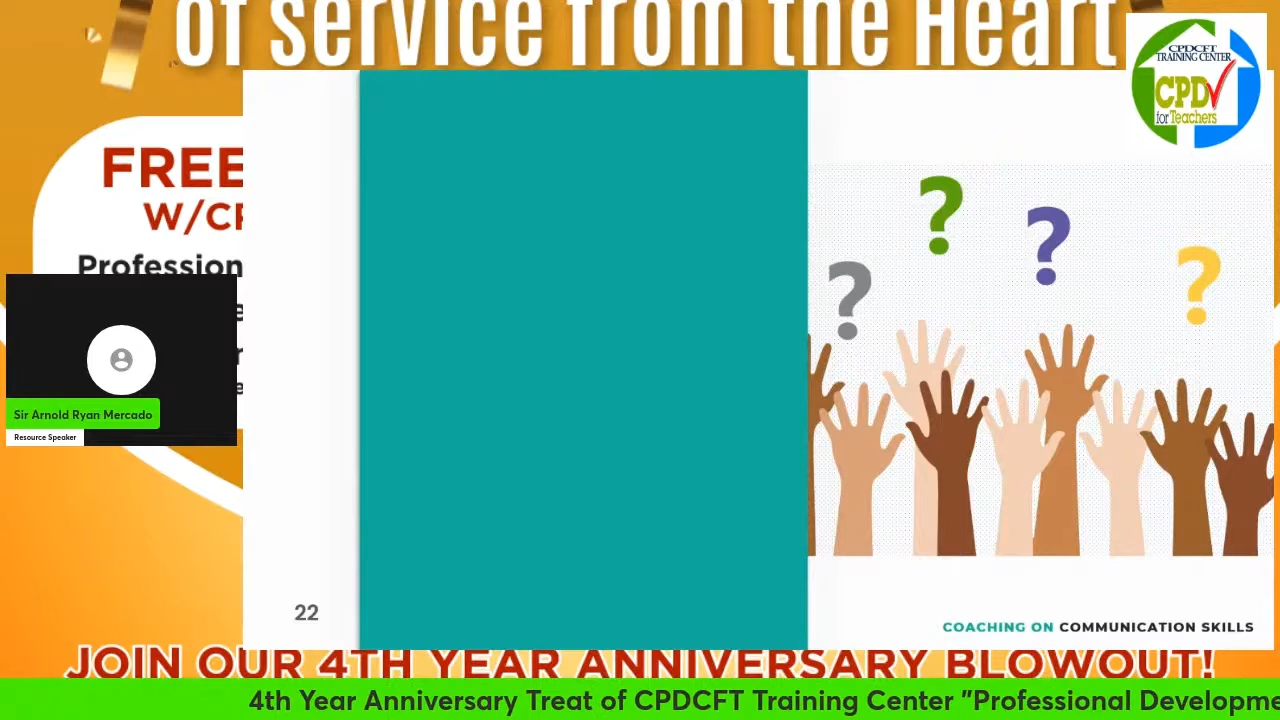 of service from the Heart
CPDCFT
TRAINING CENTER
CPD
for Teachers
FREE
W/CP
Profession
Sir Arnold Ryan Mercado
Resource Speaker
? ? ? ?
22
COACHING ON COMMUNICATION SKILLS
JOIN OUR 4TH YEAR ANNIVERSARY BLOWOUT!
4th Year Anniversary Treat of CPDCFT Training Center "Professional Developme